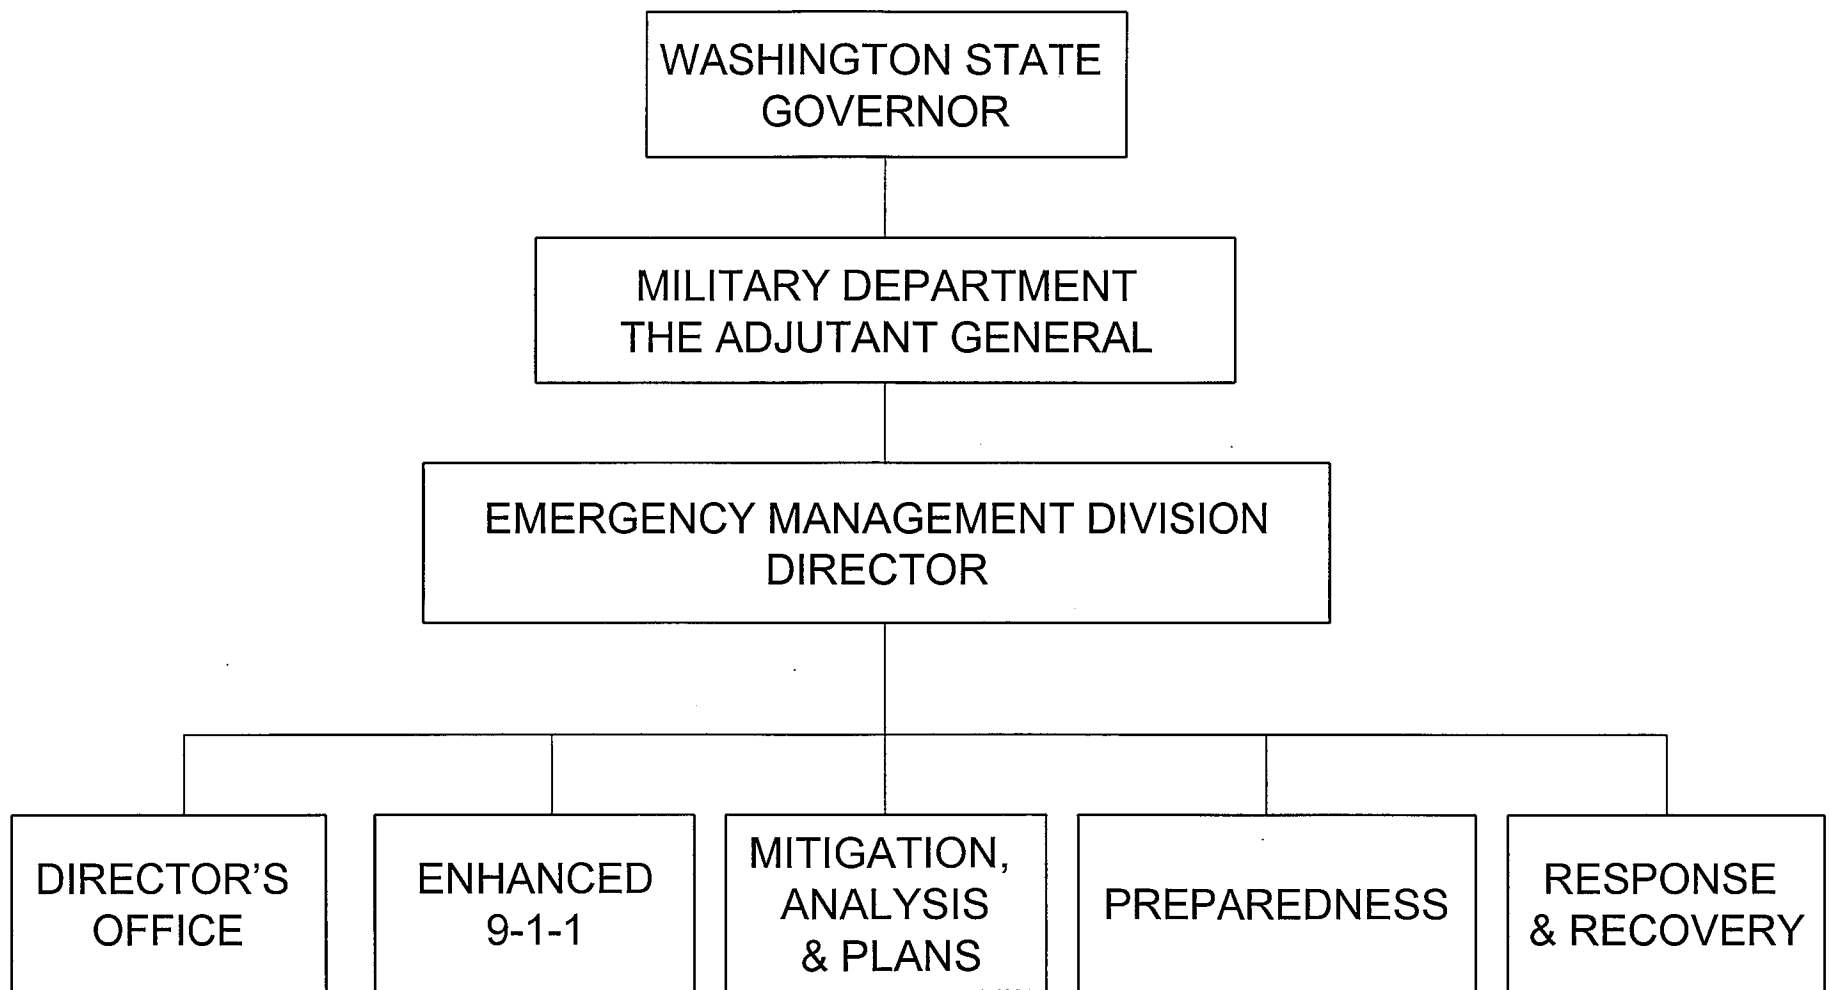 WASHINGTON STATE
GOVERNOR
MILITARY DEPARTMENT
THE ADJUTANT GENERAL
EMERGENCY MANAGEMENT DIVISION
DIRECTOR
DIRECTOR'S
OFFICE
ENHANCED
9-1-1
MITIGATION,
ANALYSIS
& PLANS
PREPAREDNESS
RESPONSE
& RECOVERY